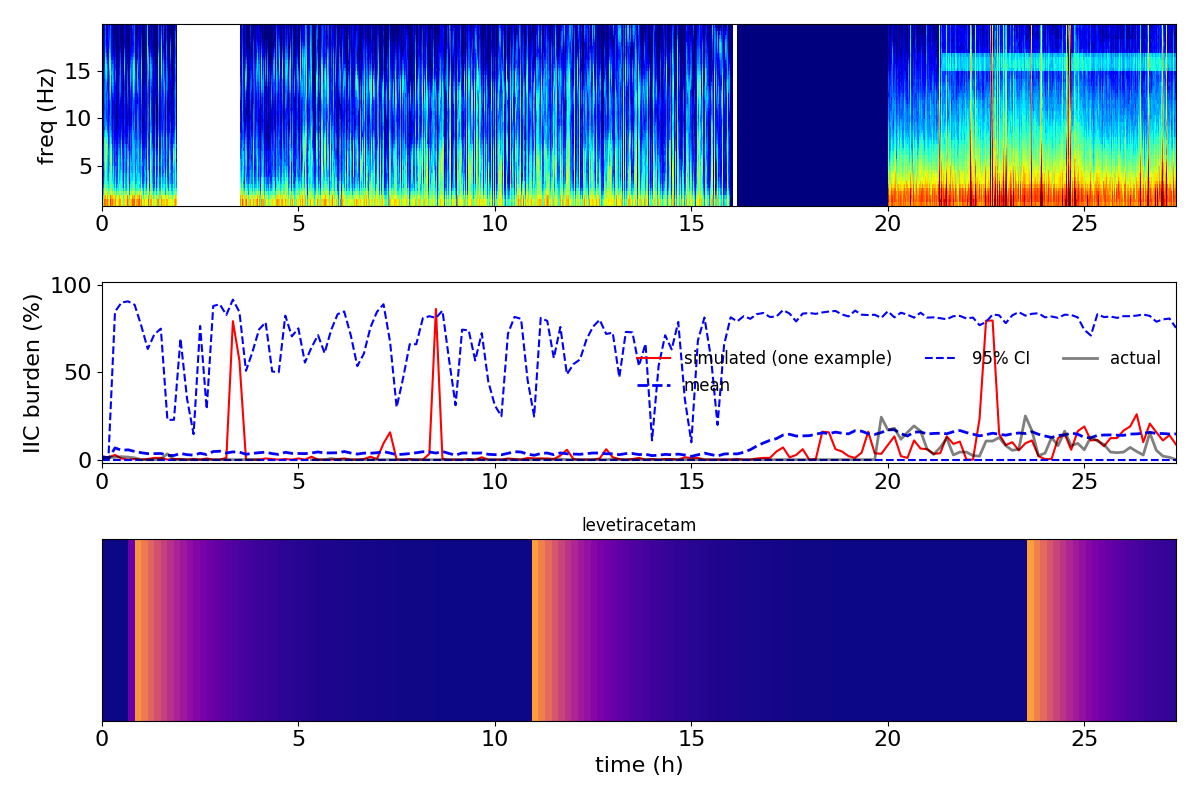 freq (Hz)
15
10
5
0 5 10 15 20 25
IIC burden (%)
100
50
0
simulated (one example) 95% CI actual
mean
0 5 10 15 20 25
levetiracetam
0 5 10 15 20 25
time (h)